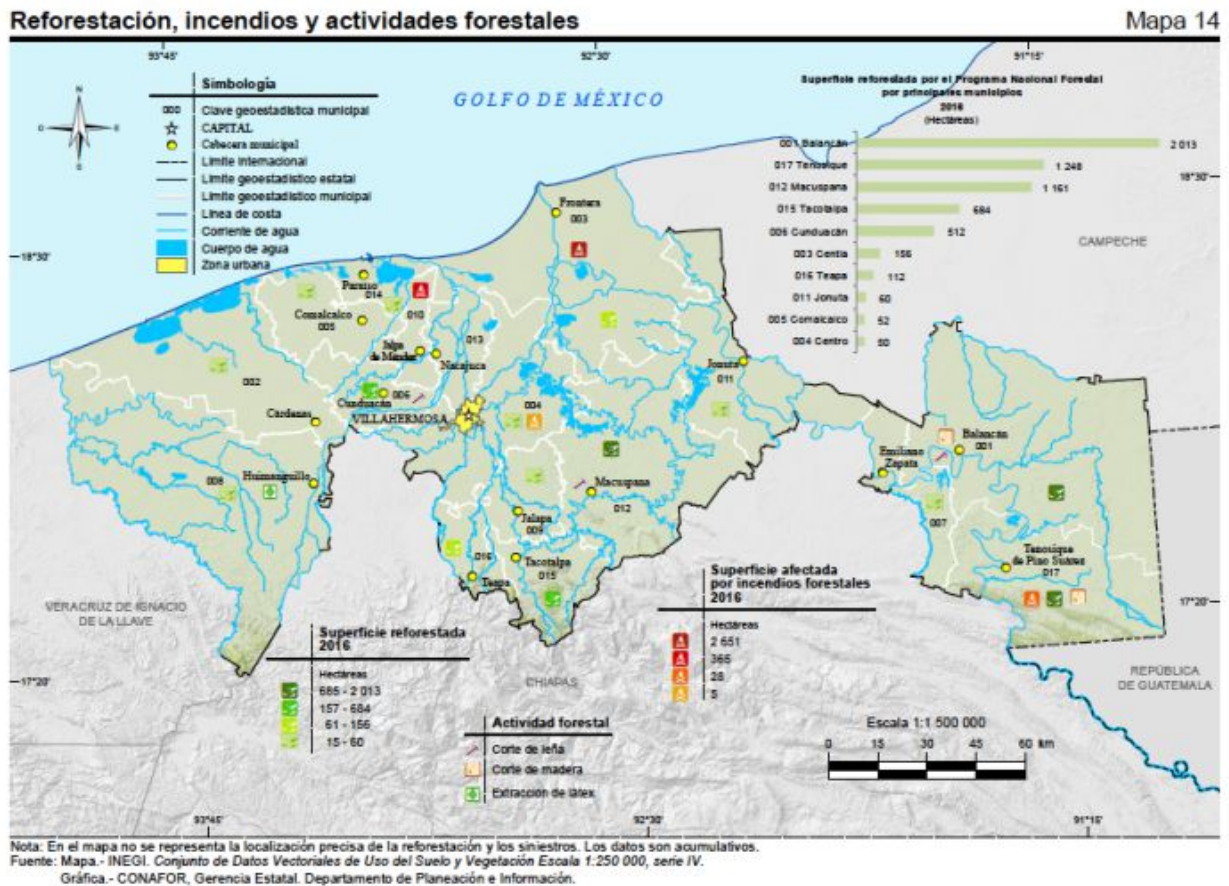 Reforestación, incendios y actividades forestales
Mapa 14
93°45'
92°30'
91°15'
Simbología
000 Clave geoestadística municipal
CAPITAL
Cabecera municipal
Límite internacional
Límite geoestadístico estatal
Límite geoestadístico municipal
Línea de costa
Corriente de agua
Cuerpo de agua
Zona urbana
N
S
GOLFO DE MÉXICO
Superficie reforestada por el Programa Nacional Forestal
por principales municipios
2016
(Hectáreas)
001 Balancán 2 013
017 Tenosique 1 248
012 Macuspana 1 161
015 Tacotalpa 684
006 Cunduacán 512
003 Centla 156
016 Teapa 112
011 Jonuta 60
005 Comalcalco 52
004 Centro 50
18°30'
18°30'
CAMPECHE
Frontera
003
Paraíso
014
Comalcalco
005
010
013
Jalpa
de Méndez
Nacajuca
002
Cunduacán
006
Cárdenas
VILLAHERMOSA
004
Jonuta
011
Huimanguillo
008
Macuspana
012
Jalapa
009
Tacotalpa
015
016
Teapa
Emiliano
Zapata
007
Balancán
001
Tenosique
de Pino Suárez
017
VERACRUZ DE IGNACIO
DE LA LLAVE
CHIAPAS
REPÚBLICA
DE GUATEMALA
17°20'
17°20'
Superficie reforestada
2016
Hectáreas
685 - 2 013
157 - 684
61 - 156
15 - 60
Superficie afectada
por incendios forestales
2016
Hectáreas
2 651
365
28
5
Actividad forestal
Corte de leña
Corte de madera
Extracción de látex
Escala 1:1 500 000
0 15 30 45 60 km
93°45'
92°30'
91°15'
Nota: En el mapa no se representa la localización precisa de la reforestación y los siniestros. Los datos son acumulativos.
Fuente: Mapa.- INEGI. Conjunto de Datos Vectoriales de Uso del Suelo y Vegetación Escala 1:250 000, serie IV.
Gráfica.- CONAFOR, Gerencia Estatal. Departamento de Planeación e Información.